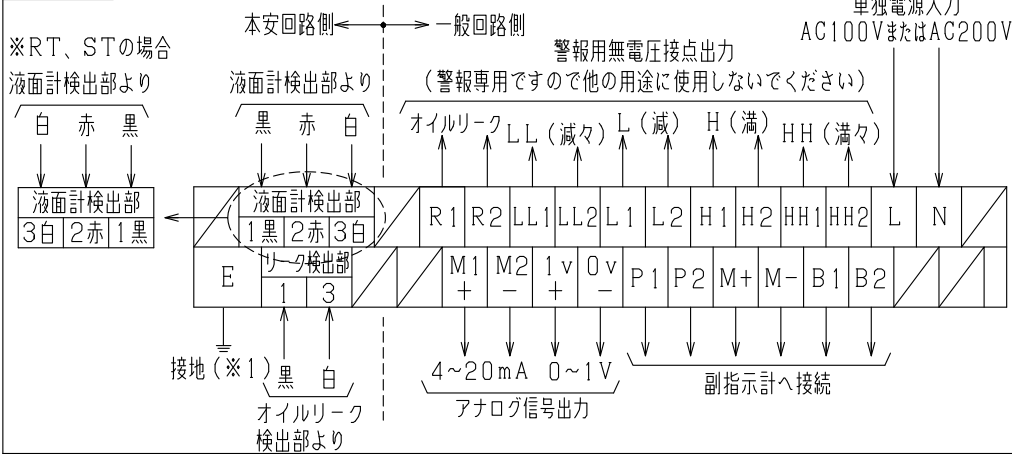 単独電源入力
AC100VまたはAC200V
本安回路側 一般回路側
※RT、STの場合
液面計検出部より
白 赤 黒
液面計検出部より
黒 赤 白
警報用無電圧接点出力
（警報専用ですので他の用途に使用しないでください）
オイルリーク LL（減々） L（減） H（満） HH（満々）
液面計検出部
3白 2赤 1黒
液面計検出部
1黒 2赤 3白
R1 R2 LL1 LL2 L1 L2 H1 H2 HH1 HH2 L N
E
リーク検出部
1 3
M1+ M2- 1v+ 0v- P1 P2 M+ M- B1 B2
接地（※1）
黒 白
オイルリーク
検出部より
4~20mA 0~1V
アナログ信号出力
副指示計へ接続